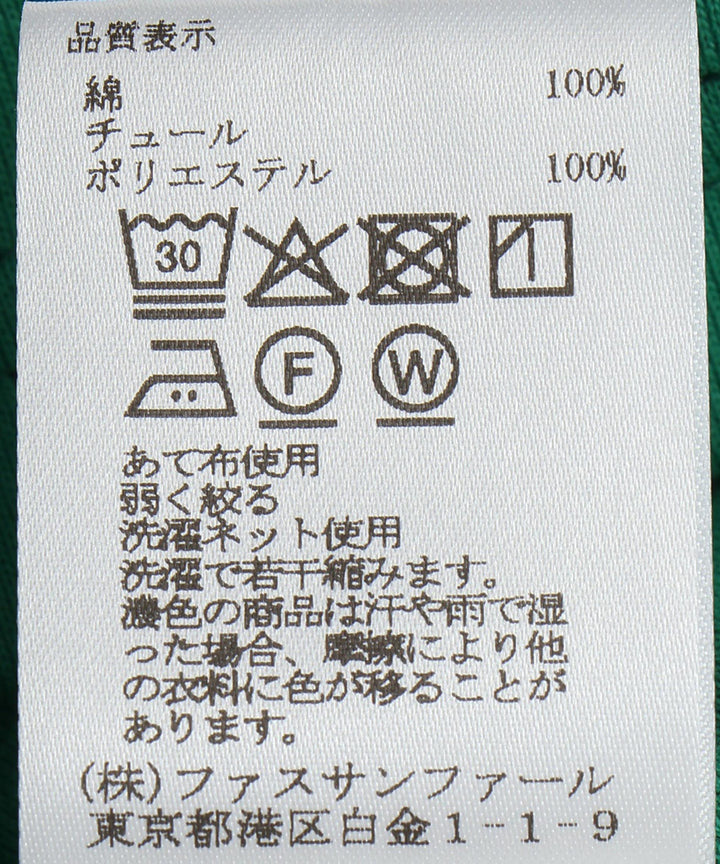 品質表示
綿 100%
チュール
ポリエステル 100%
30
F W
あて布使用
弱く絞る
洗濯ネット使用
洗濯で若干縮みます。
濃色の商品は汗や雨で湿
った場合、摩擦により他
の衣料に色が移ることが
あります。
(株)ファスサンファール
東京都港区白金1-1-9